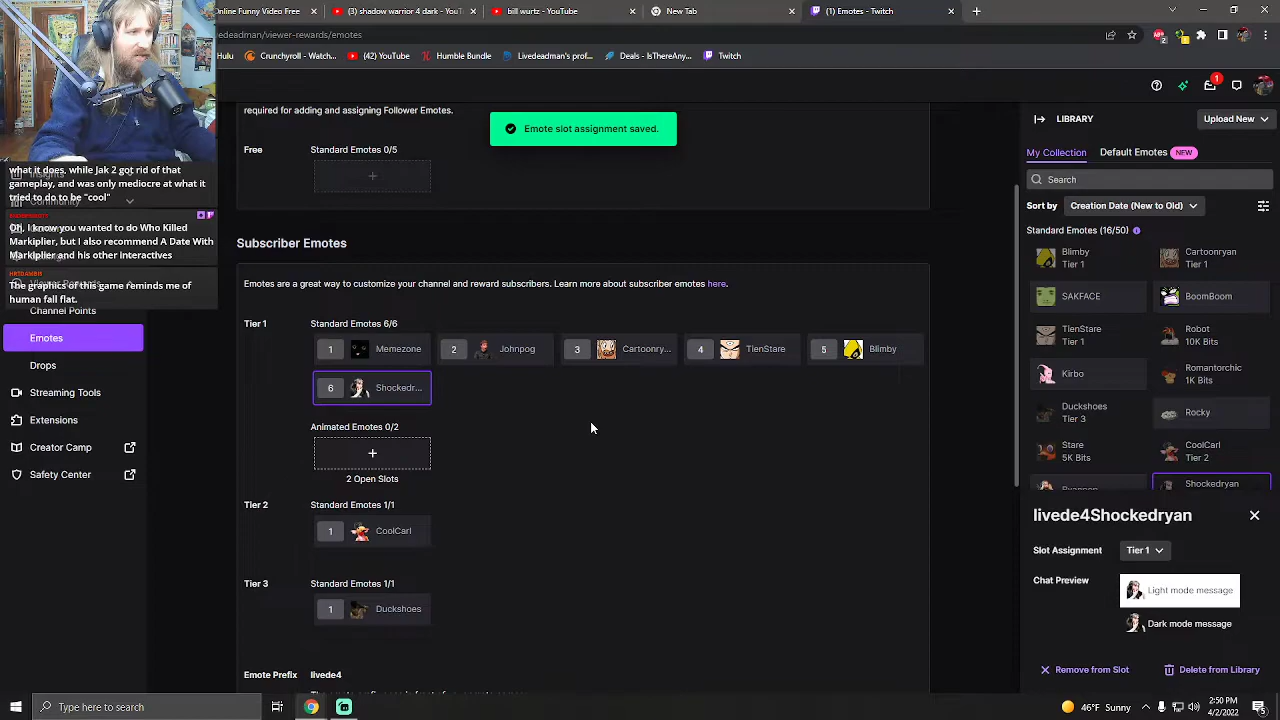 online Video Free
(3) shadow warrior 4 dark - YouT
bill wurtz - YouTube
New Tab
(1) Emotes - Twitch
edeadman/viewer-rewards/emotes
Hulu
Crunchyroll - Watch...
(42) YouTube
Humble Bundle
Livedeadman's prof...
Deals - IsThereAny...
Twitch
1
required for adding and assigning Follower Emotes.
Emote slot assignment saved.
Free
Standard Emotes 0/5
LIBRARY
Upload New
My Collection
Default Emotes
NEW
Search
Sort by
Creation Date (New to Old)
Standard Emotes (16/50)
Blimby
Tier 1
Cartoonryan
Tier 1
SAKFACE
BoomBoom
TienStare
Tier 1
Robot
10K Bits
Kirbo
Romantorchic
1K Bits
Duckshoes
Tier 3
Rocky
Stare
5K Bits
CoolCarl
Tier 2
Shockedryan
livede4Shockedryan
Slot Assignment
Tier 1
Chat Preview
Light mode message
Dark mode message
Remove from Slot
Delete from Library
what it does, while Jak 2 got rid of that
gameplay, and was only mediocre at what it
tried to do to be "cool"
Insights
Community
Oh, I know you wanted to do Who Killed
Markiplier, but I also recommend A Date With
Markiplier and his other interactives
Viewer Rewards
The graphics of this game reminds me of
human fall flat.
Channel Points
Emotes
Drops
Streaming Tools
Extensions
Creator Camp
Safety Center
Subscriber Emotes
Emotes are a great way to customize your channel and reward subscribers. Learn more about subscriber emotes here.
Tier 1
Standard Emotes 6/6
1 Memezone
2 Johnpog
3 Cartoonry...
4 TienStare
5 Blimby
6 Shockedr...
Animated Emotes 0/2
2 Open Slots
Tier 2
Standard Emotes 1/1
1 CoolCarl
Tier 3
Standard Emotes 1/1
1 Duckshoes
Emote Prefix
livede4
Type here to search
46°F Sunny
2:50 PM
4/2/2022